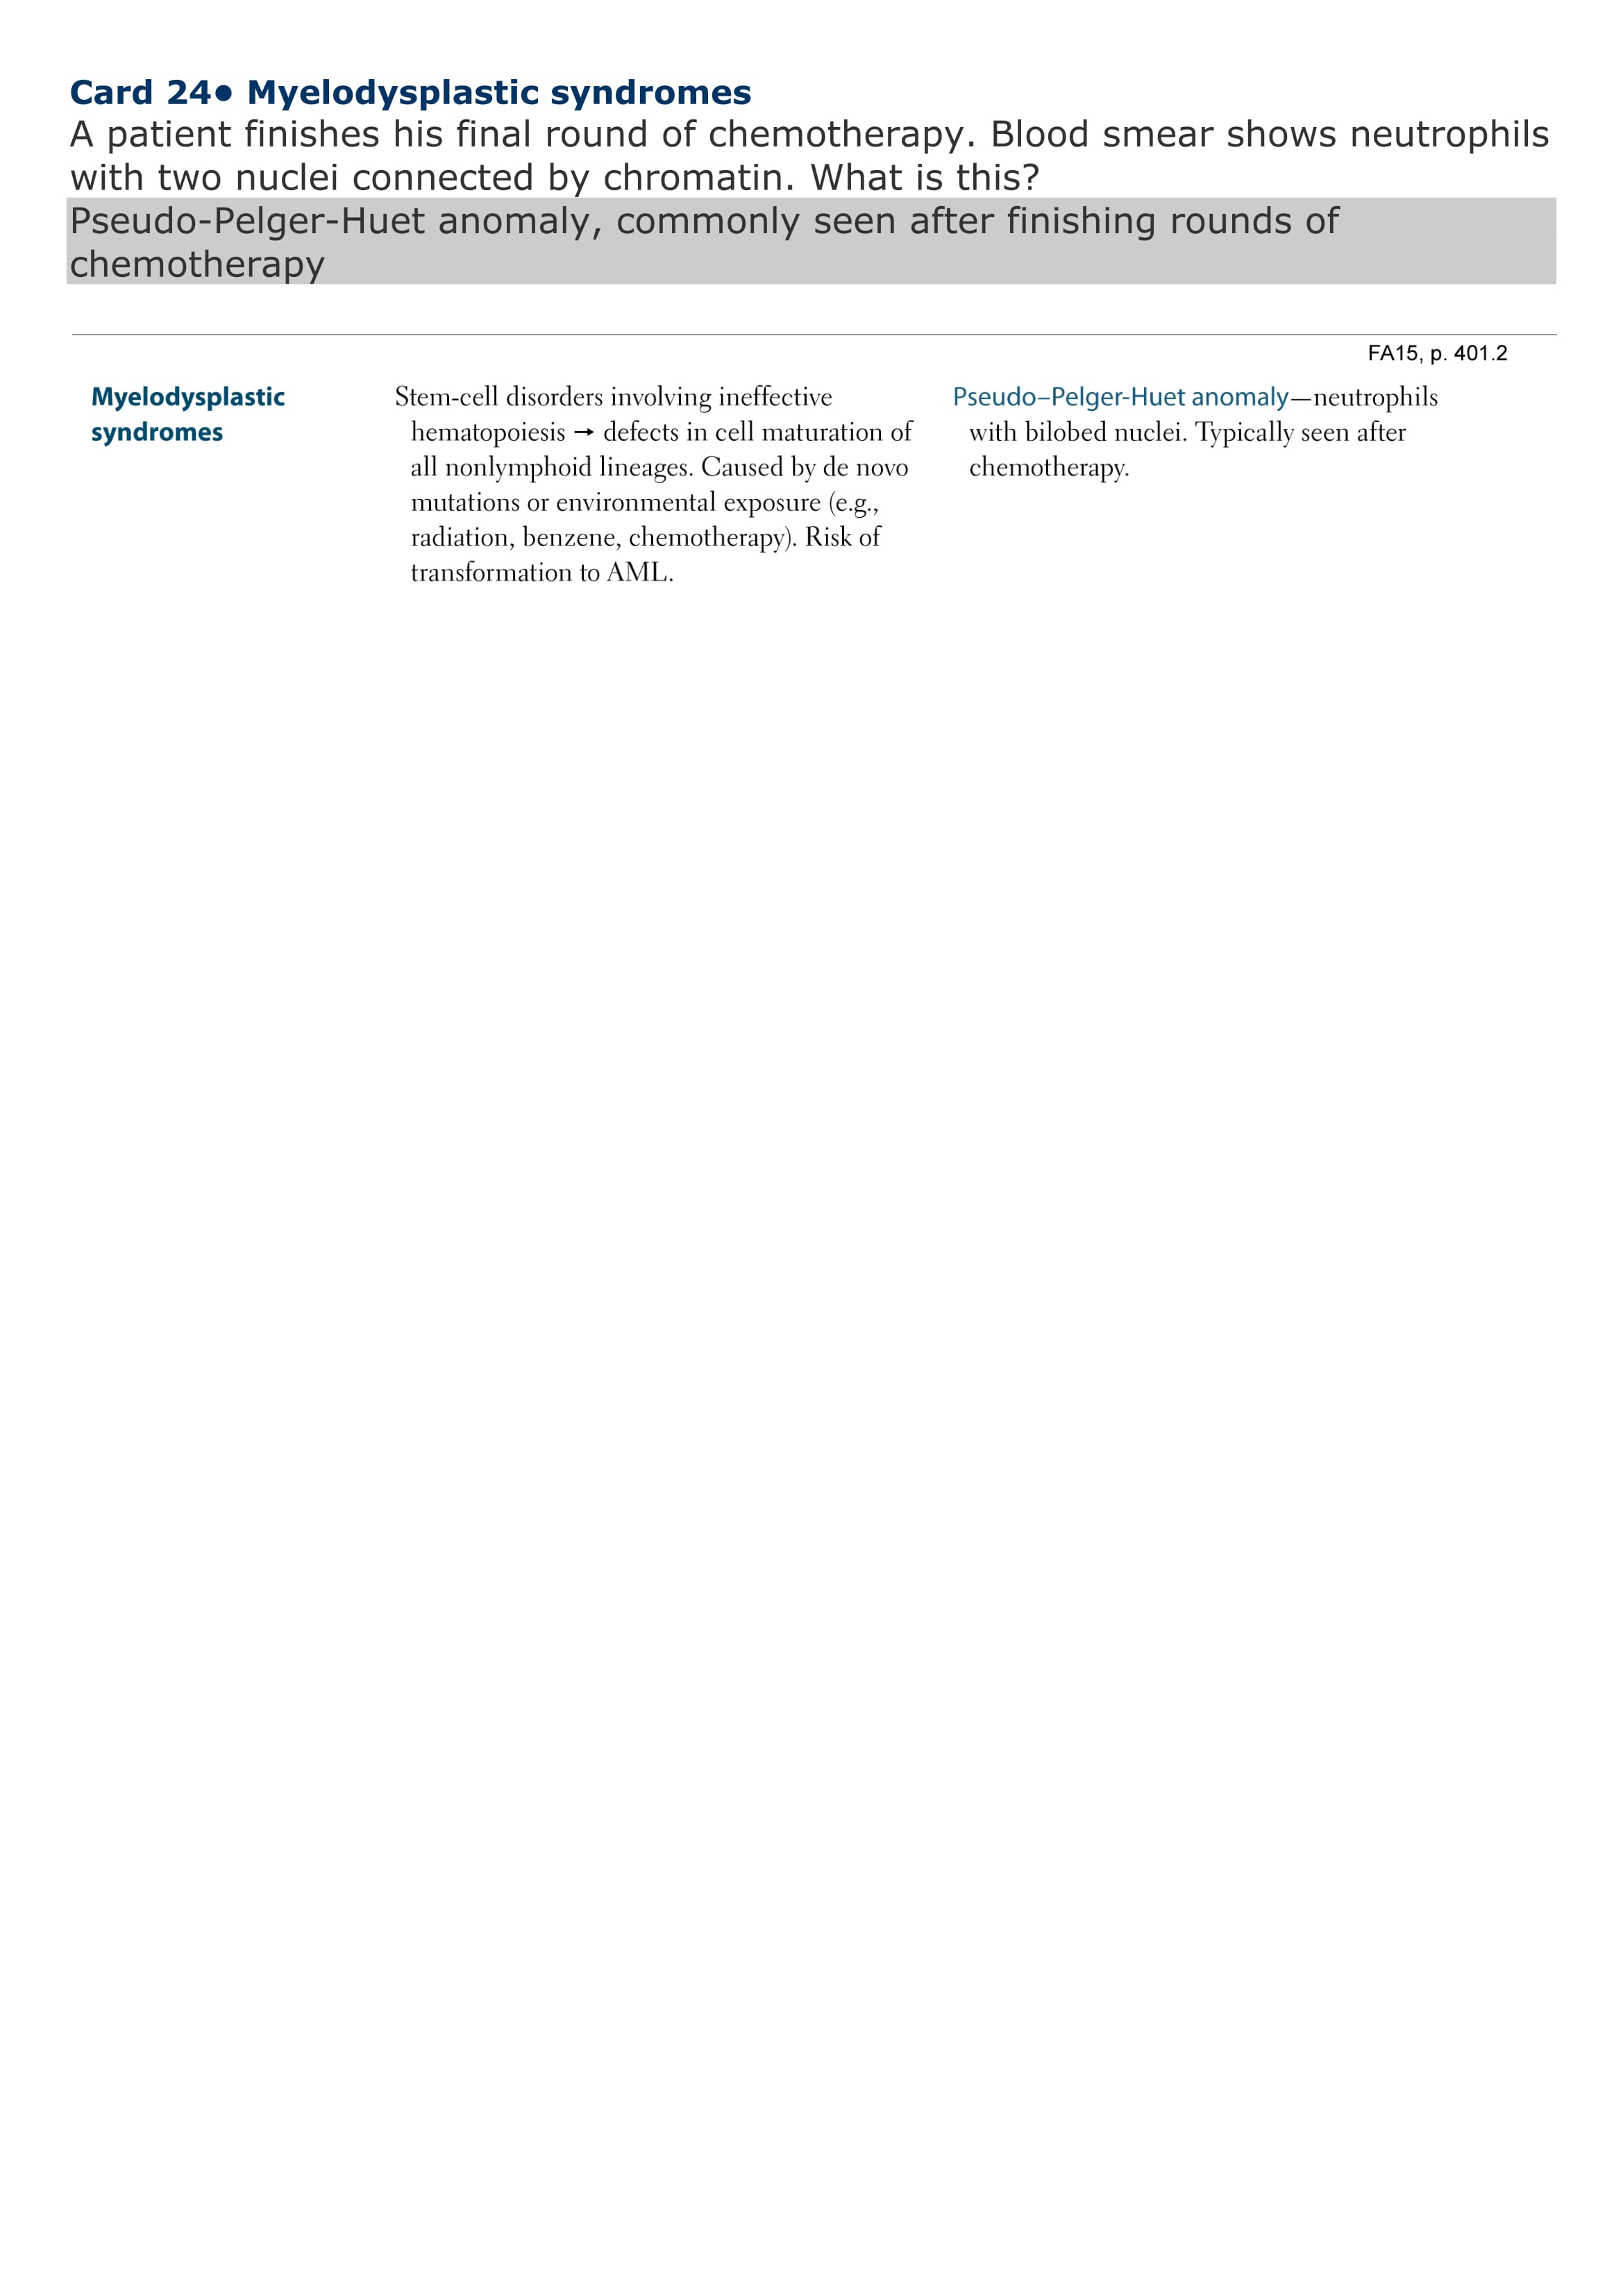 Card 24● Myelodysplastic syndromes
A patient finishes his final round of chemotherapy. Blood smear shows neutrophils
with two nuclei connected by chromatin. What is this?
Pseudo-Pelger-Huet anomaly, commonly seen after finishing rounds of
chemotherapy
FA15, p. 401.2
Myelodysplastic
syndromes
Stem-cell disorders involving ineffective
hematopoiesis → defects in cell maturation of
all nonlymphoid lineages. Caused by de novo
mutations or environmental exposure (e.g.,
radiation, benzene, chemotherapy). Risk of
transformation to AML.
Pseudo–Pelger-Huet anomaly—neutrophils
with bilobed nuclei. Typically seen after
chemotherapy.